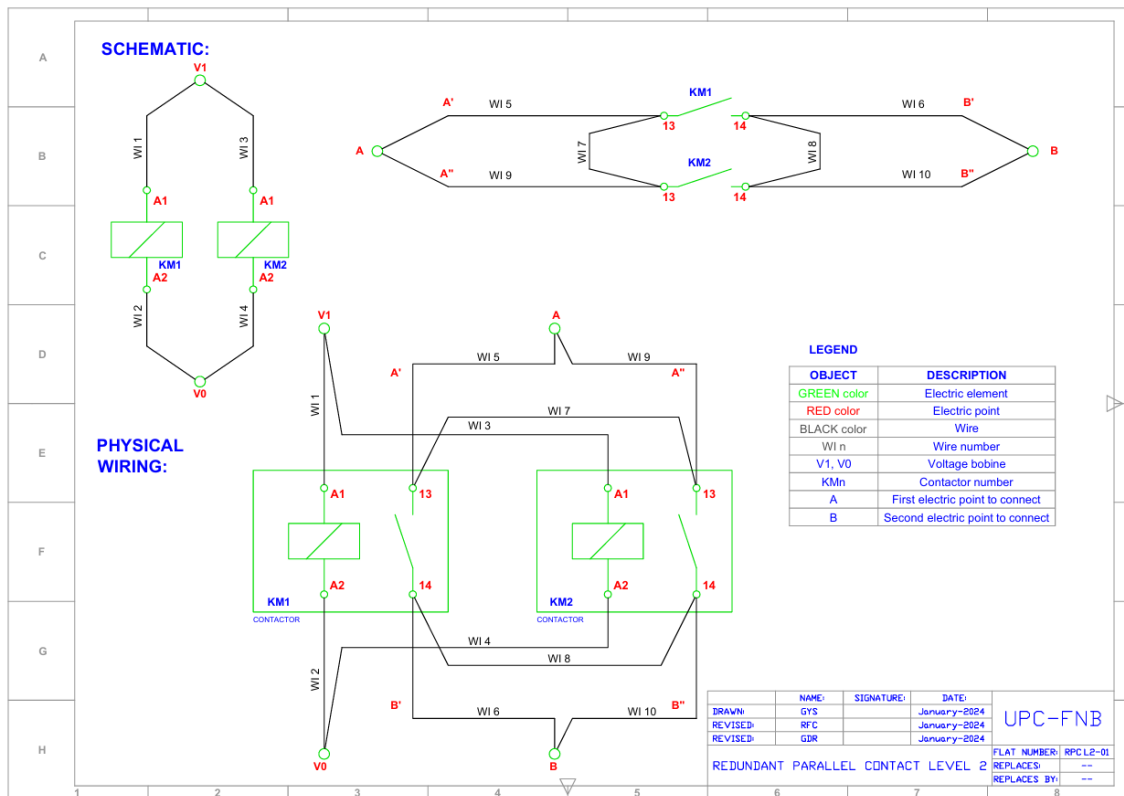 SCHEMATIC:
V1
WI 1
WI 3
A1
A1
KM1
KM2
A2
A2
WI 2
WI 4
V0
A
A'
WI 5
KM1
13
14
WI 6
B'
B
WI 7
WI 8
A"
WI 9
KM2
13
14
WI 10
B"
PHYSICAL
WIRING:
V1
A
WI 5
WI 9
A'
A"
WI 1
WI 7
WI 3
A1
13
A1
13
A2
14
A2
14
KM1
KM2
CONTACTOR
CONTACTOR
WI 4
WI 8
WI 2
B'
B"
WI 6
WI 10
V0
B
LEGEND
OBJECT DESCRIPTION
GREEN color Electric element
RED color Electric point
BLACK color Wire
WI n Wire number
V1, V0 Voltage bobine
KMn Contactor number
A First electric point to connect
B Second electric point to connect
NAME: SIGNATURE: DATE:
DRAWN: GYS January-2024
REVISED: RFC January-2024
REVISED: GDR January-2024
UPC-FNB
REDUNDANT PARALLEL CONTACT LEVEL 2
FLAT NUMBER: RPC L2-01
REPLACES: --
REPLACES BY: --
A
B
C
D
E
F
G
H
1 2 3 4 5 6 7 8